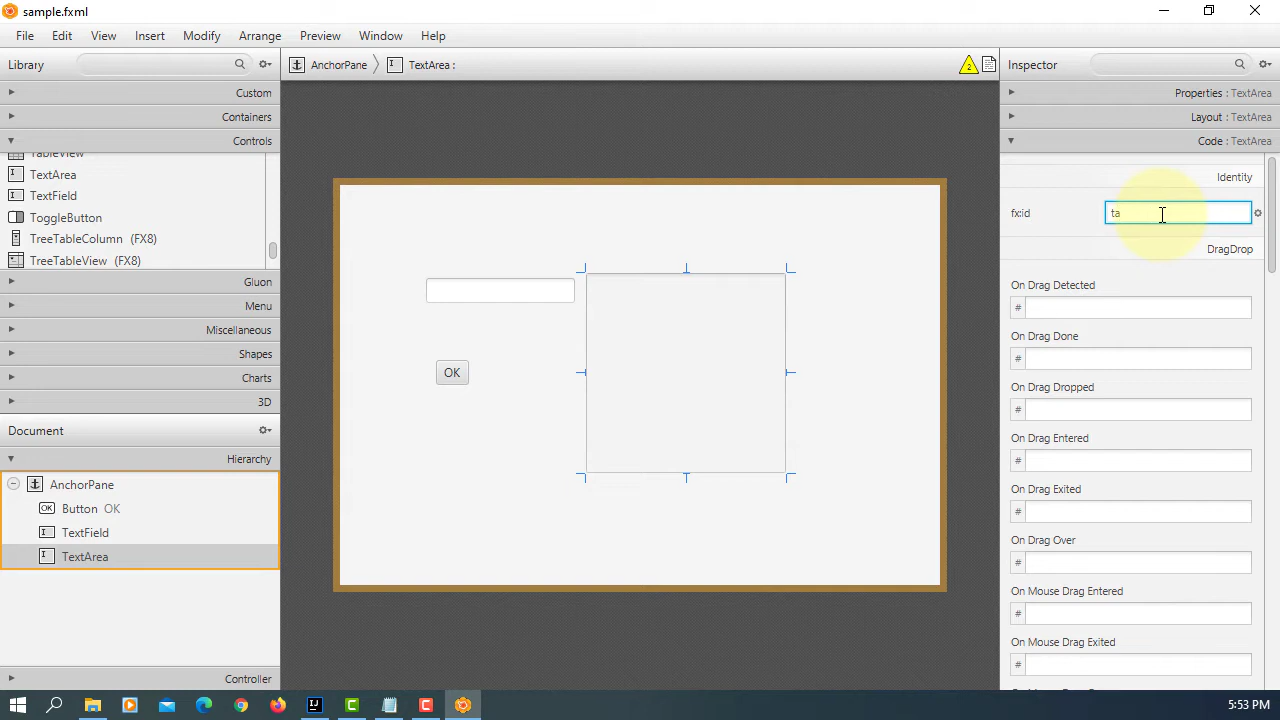 sample.fxml
File Edit View Insert Modify Arrange Preview Window Help
Library
AnchorPane TextArea :
2
Inspector
Custom
Containers
Controls
TableView
TextArea
TextField
ToggleButton
TreeTableColumn (FX8)
TreeTableView (FX8)
Gluon
Menu
Miscellaneous
Shapes
Charts
3D
Document
Hierarchy
AnchorPane
OK Button OK
TextField
TextArea
Controller
OK
Properties : TextArea
Layout : TextArea
Code : TextArea
Identity
fx:id ta
DragDrop
On Drag Detected
#
On Drag Done
#
On Drag Dropped
#
On Drag Entered
#
On Drag Exited
#
On Drag Over
#
On Mouse Drag Entered
#
On Mouse Drag Exited
#
5:53 PM